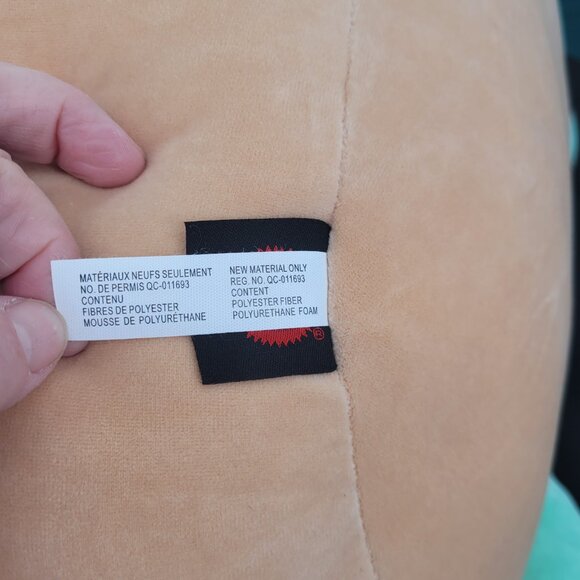 MATÉRIAUX NEUFS SEULEMENT
NO. DE PERMIS QC-011693
CONTENU
FIBRES DE POLYESTER
MOUSSE DE POLYURÉTHANE
NEW MATERIAL ONLY
REG. NO. QC-011693
CONTENT
POLYESTER FIBER
POLYURETHANE FOAM
®